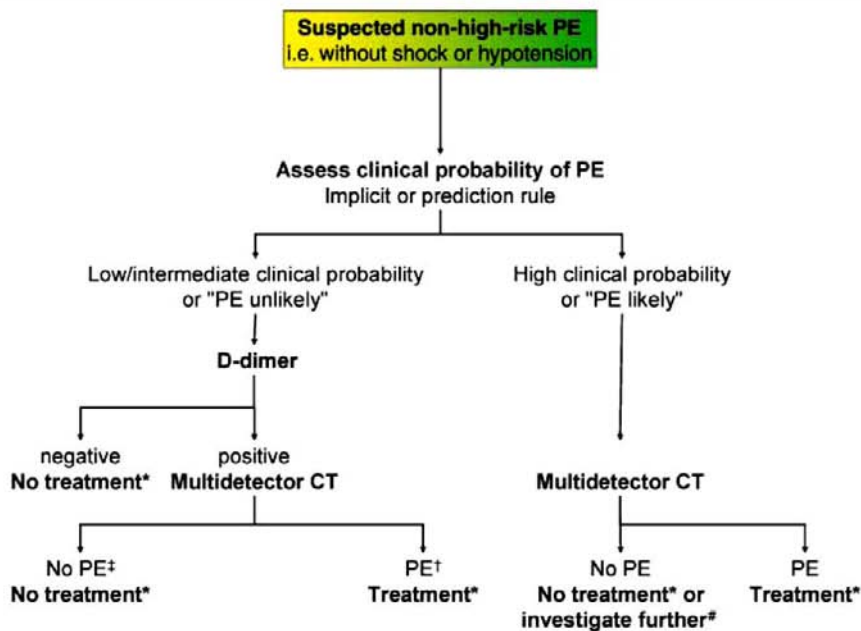 Suspected non-high-risk PE
i.e. without shock or hypotension
Assess clinical probability of PE
Implicit or prediction rule
Low/intermediate clinical probability
or "PE unlikely"
High clinical probability
or "PE likely"
D-dimer
negative
No treatment*
positive
Multidetector CT
Multidetector CT
No PE‡
No treatment*
PE†
Treatment*
No PE
No treatment* or
investigate further#
PE
Treatment*